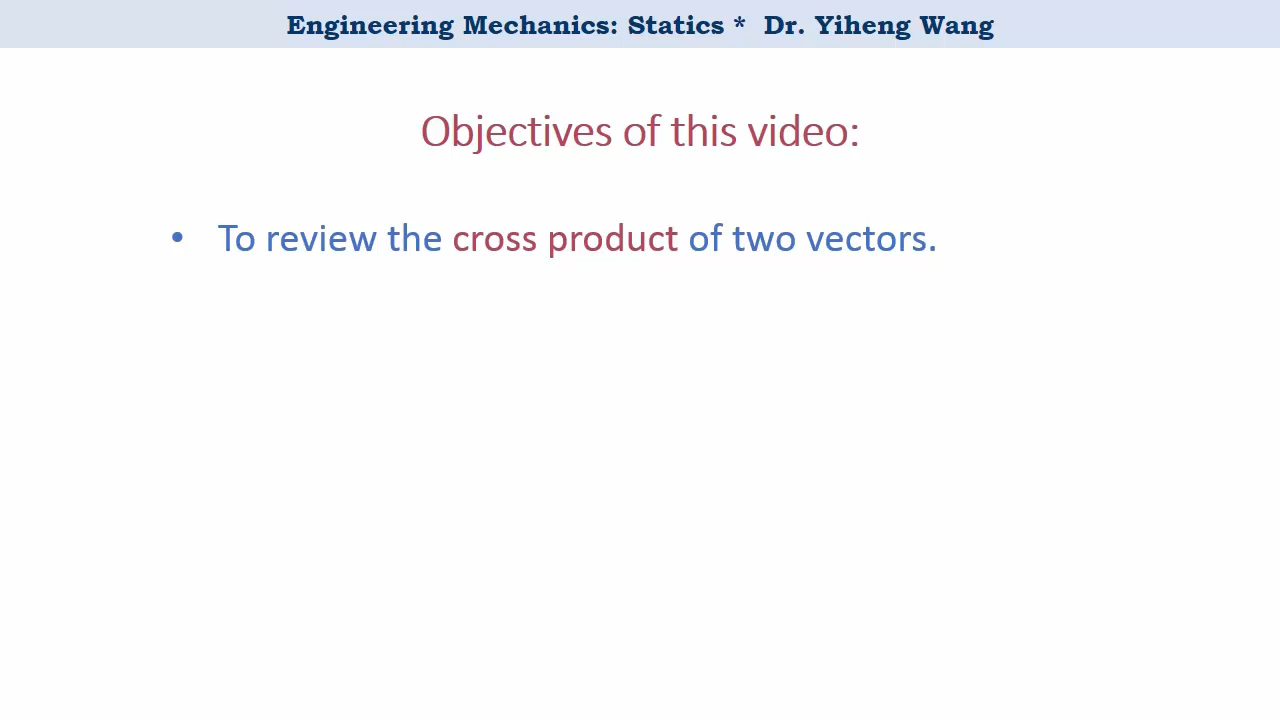 Engineering Mechanics: Statics * Dr. Yiheng Wang
Objectives of this video:
• To review the cross product of two vectors.